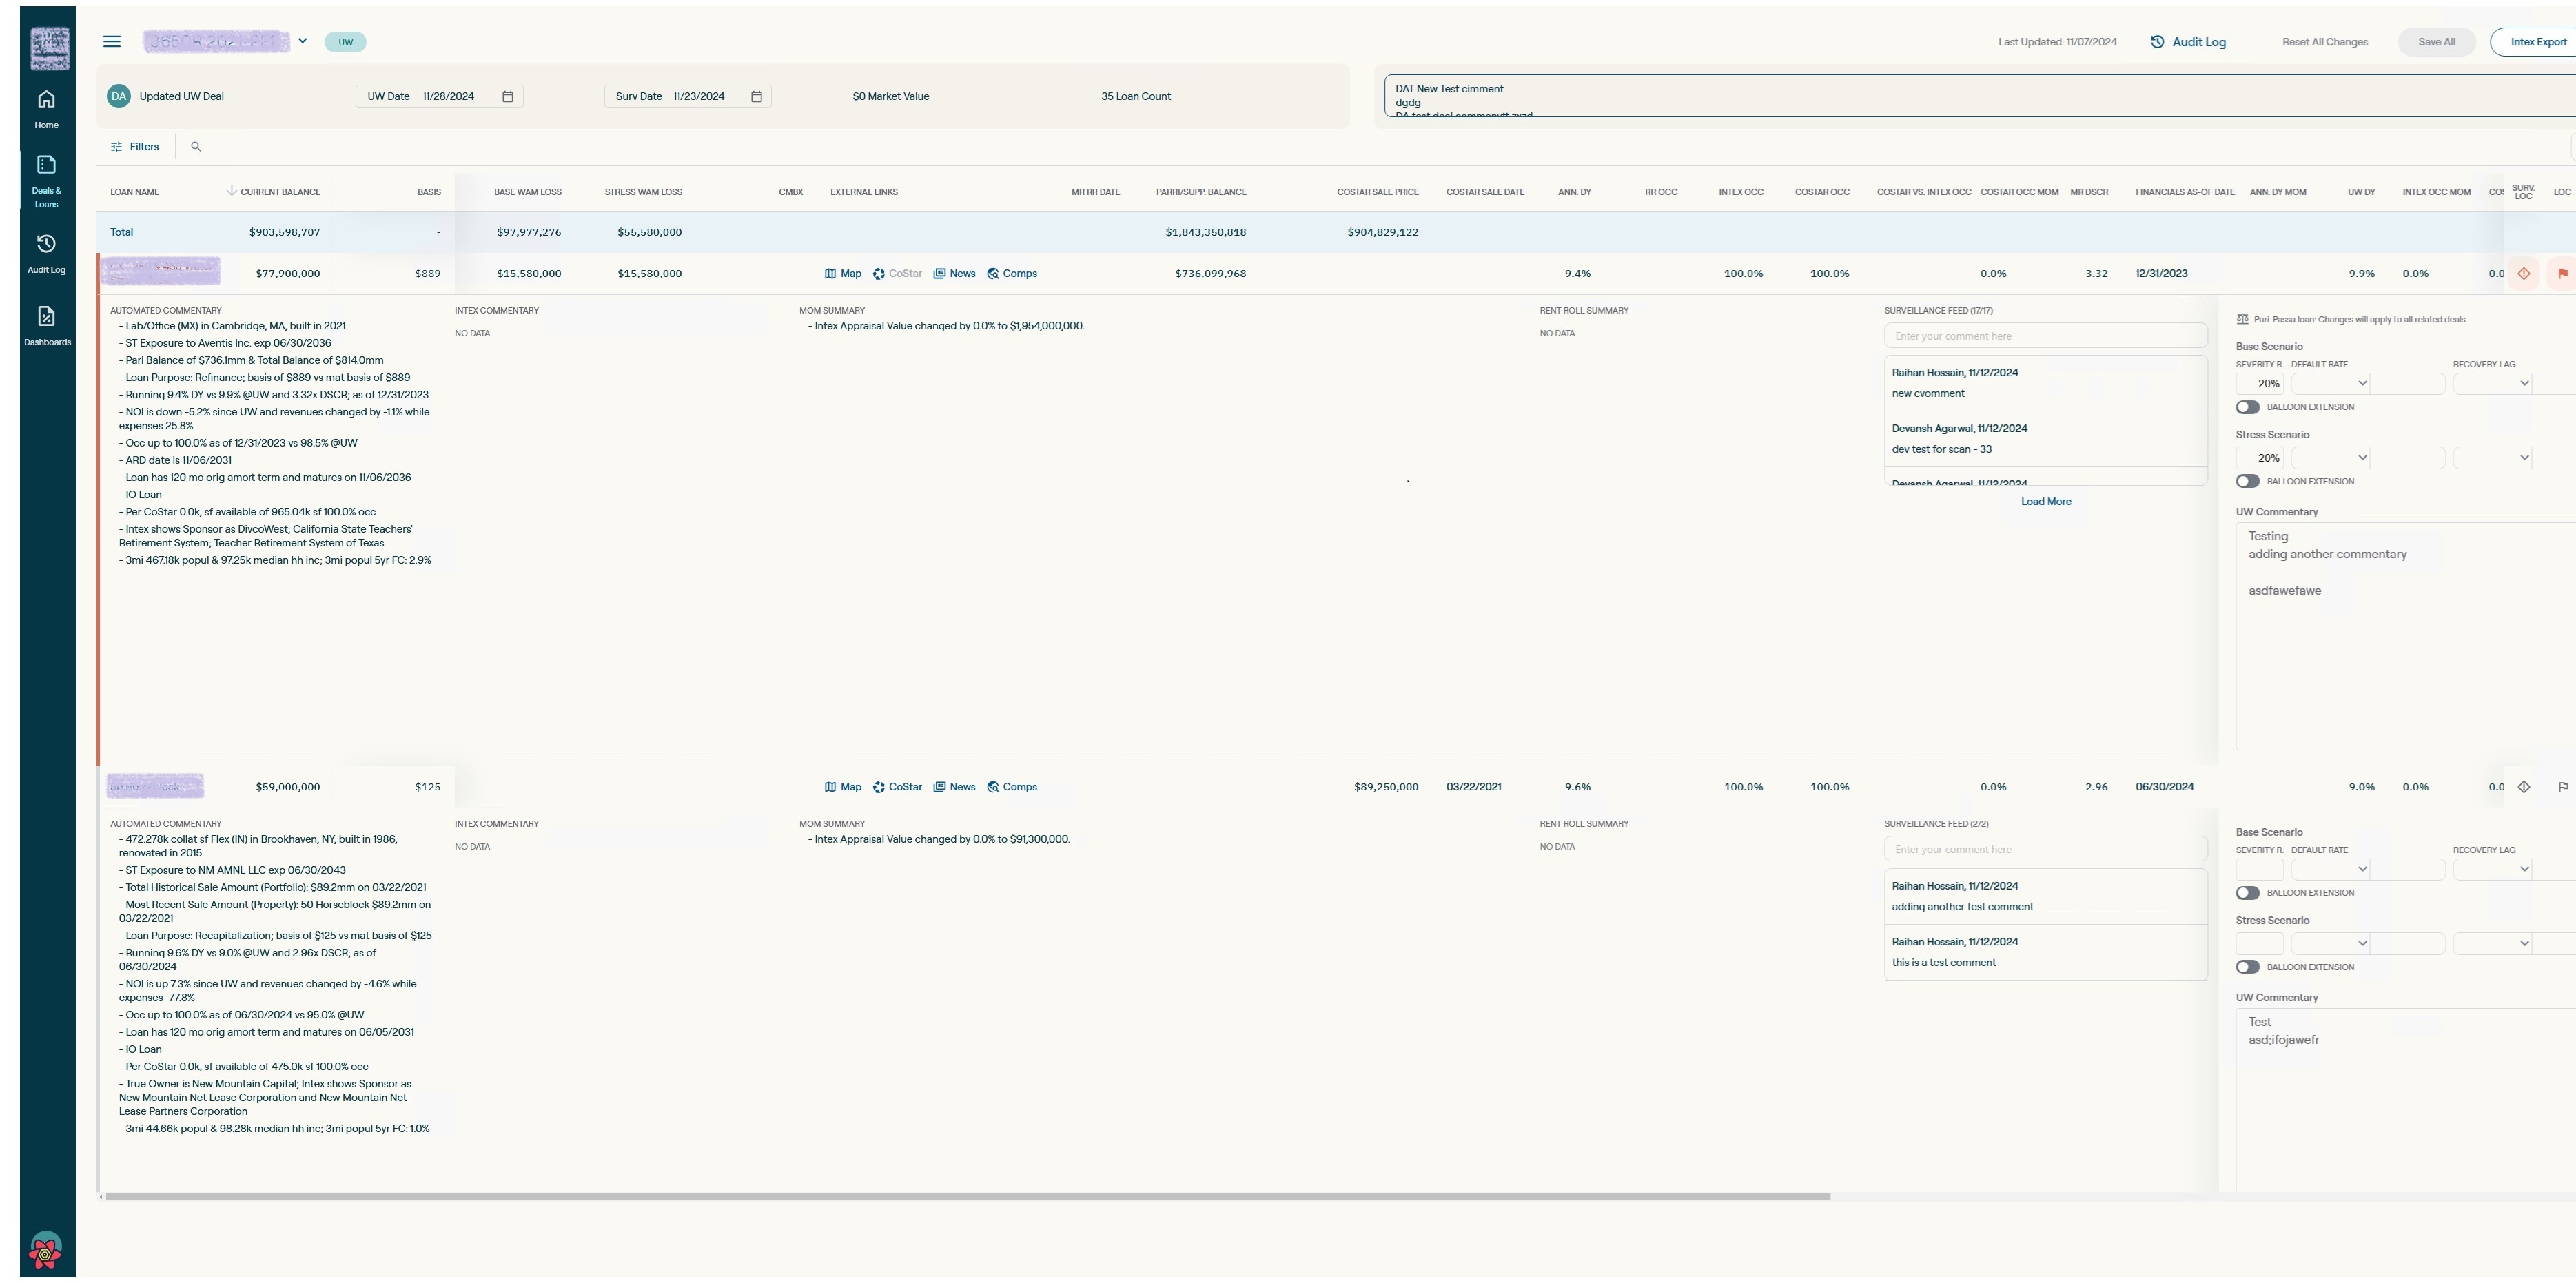 UW
Last Updated: 11/07/2024
Audit Log
Reset All Changes
Save All
Intex Export
DA Updated UW Deal
UW Date 11/28/2024
Surv Date 11/23/2024
$0 Market Value
35 Loan Count
DAT New Test cimment
dgdg
DA test deal commenytt zxzd
Home
Deals &
Loans
Audit Log
Dashboards
Filters
LOAN NAME CURRENT BALANCE BASIS BASE WAM LOSS STRESS WAM LOSS CMBX EXTERNAL LINKS MR RR DATE PARRI/SUPP. BALANCE COSTAR SALE PRICE COSTAR SALE DATE ANN. DY RR OCC INTEX OCC COSTAR OCC COSTAR VS. INTEX OCC COSTAR OCC MOM MR DSCR FINANCIALS AS-OF DATE ANN. DY MOM UW DY INTEX OCC MOM SURV. LOC LOC
Total $903,598,707 - $97,977,276 $55,580,000 $1,843,350,818 $904,829,122
$77,900,000 $889 $15,580,000 $15,580,000 Map CoStar News Comps $736,099,968 9.4% 100.0% 100.0% 0.0% 3.32 12/31/2023 9.9% 0.0% 0.0
AUTOMATED COMMENTARY
- Lab/Office (MX) in Cambridge, MA, built in 2021
- ST Exposure to Aventis Inc. exp 06/30/2036
- Pari Balance of $736.1mm & Total Balance of $814.0mm
- Loan Purpose: Refinance; basis of $889 vs mat basis of $889
- Running 9.4% DY vs 9.9% @UW and 3.32x DSCR; as of 12/31/2023
- NOI is down -5.2% since UW and revenues changed by -1.1% while
expenses 25.8%
- Occ up to 100.0% as of 12/31/2023 vs 98.5% @UW
- ARD date is 11/06/2031
- Loan has 120 mo orig amort term and matures on 11/06/2036
- IO Loan
- Per CoStar 0.0k, sf available of 965.04k sf 100.0% occ
- Intex shows Sponsor as DivcoWest; California State Teachers'
Retirement System; Teacher Retirement System of Texas
- 3mi 467.18k popul & 97.25k median hh inc; 3mi popul 5yr FC: 2.9%
INTEX COMMENTARY
NO DATA
MOM SUMMARY
- Intex Appraisal Value changed by 0.0% to $1,954,000,000.
RENT ROLL SUMMARY
NO DATA
SURVEILLANCE FEED (17/17)
Enter your comment here
Raihan Hossain, 11/12/2024
new cvomment
Devansh Agarwal, 11/12/2024
dev test for scan - 33
Devansh Agarwal, 11/12/2024
Load More
Pari-Passu loan: Changes will apply to all related deals.
Base Scenario
SEVERITY R. DEFAULT RATE RECOVERY LAG
20%
BALLOON EXTENSION
Stress Scenario
20%
BALLOON EXTENSION
UW Commentary
Testing
adding another commentary
asdfawefawe
$59,000,000 $125 Map CoStar News Comps $89,250,000 03/22/2021 9.6% 100.0% 100.0% 0.0% 2.96 06/30/2024 9.0% 0.0% 0.0
AUTOMATED COMMENTARY
- 472.278k collat sf Flex (IN) in Brookhaven, NY, built in 1986,
renovated in 2015
- ST Exposure to NM AMNL LLC exp 06/30/2043
- Total Historical Sale Amount (Portfolio): $89.2mm on 03/22/2021
- Most Recent Sale Amount (Property): 50 Horseblock $89.2mm on
03/22/2021
- Loan Purpose: Recapitalization; basis of $125 vs mat basis of $125
- Running 9.6% DY vs 9.0% @UW and 2.96x DSCR; as of
06/30/2024
- NOI is up 7.3% since UW and revenues changed by -4.6% while
expenses -77.8%
- Occ up to 100.0% as of 06/30/2024 vs 95.0% @UW
- Loan has 120 mo orig amort term and matures on 06/05/2031
- IO Loan
- Per CoStar 0.0k, sf available of 475.0k sf 100.0% occ
- True Owner is New Mountain Capital; Intex shows Sponsor as
New Mountain Net Lease Corporation and New Mountain Net
Lease Partners Corporation
- 3mi 44.66k popul & 98.28k median hh inc; 3mi popul 5yr FC: 1.0%
INTEX COMMENTARY
NO DATA
MOM SUMMARY
- Intex Appraisal Value changed by 0.0% to $91,300,000.
RENT ROLL SUMMARY
NO DATA
SURVEILLANCE FEED (2/2)
Enter your comment here
Raihan Hossain, 11/12/2024
adding another test comment
Raihan Hossain, 11/12/2024
this is a test comment
Base Scenario
SEVERITY R. DEFAULT RATE RECOVERY LAG
BALLOON EXTENSION
Stress Scenario
BALLOON EXTENSION
UW Commentary
Test
asd;ifojawefr